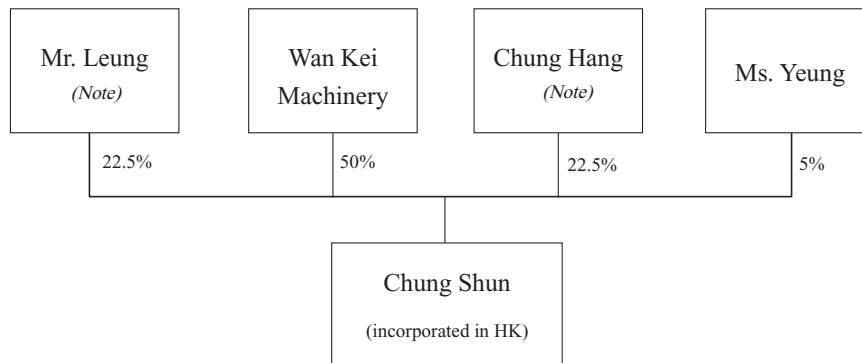 Mr. Leung
(Note)
Wan Kei
Machinery
Chung Hang
(Note)
Ms. Yeung
22.5%
50%
22.5%
5%
Chung Shun
(incorporated in HK)